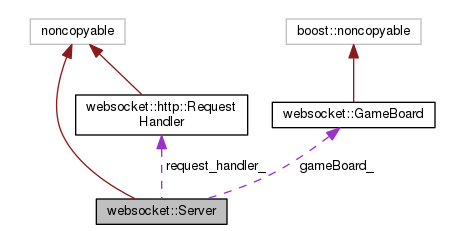 noncopyable
boost::noncopyable
websocket::http::Request
Handler
websocket::GameBoard
request_handler_
gameBoard_
websocket::Server